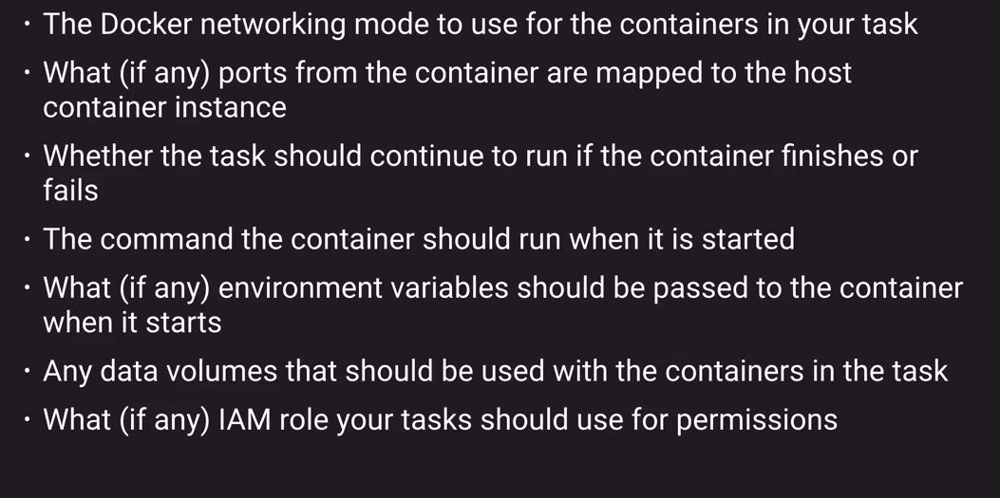 • The Docker networking mode to use for the containers in your task
• What (if any) ports from the container are mapped to the host
container instance
• Whether the task should continue to run if the container finishes or
fails
• The command the container should run when it is started
• What (if any) environment variables should be passed to the container
when it starts
• Any data volumes that should be used with the containers in the task
• What (if any) IAM role your tasks should use for permissions